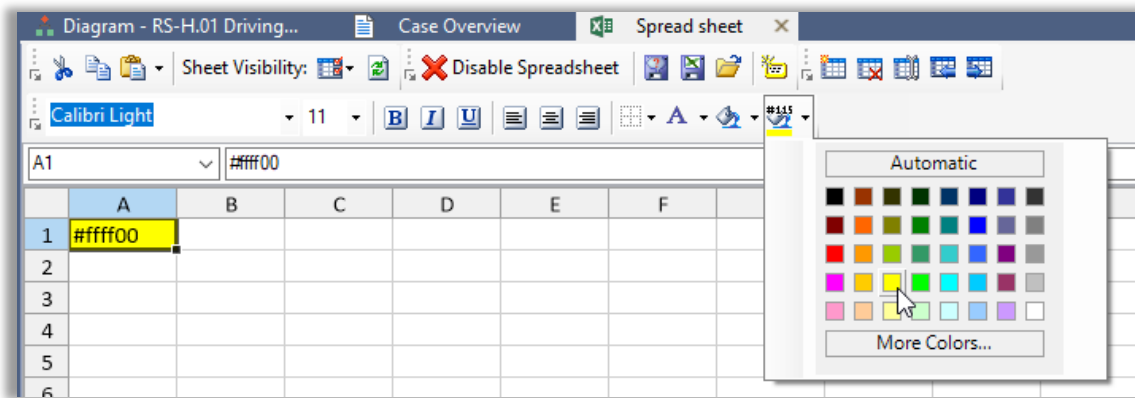 Diagram - RS-H.01 Driving... Case Overview Spread sheet
Sheet Visibility: Disable Spreadsheet
Calibri Light 11 B I U A #115
A1 #ffff00
Automatic
A B C D E F
1 #ffff00
2
3
4
More Colors...
5
6